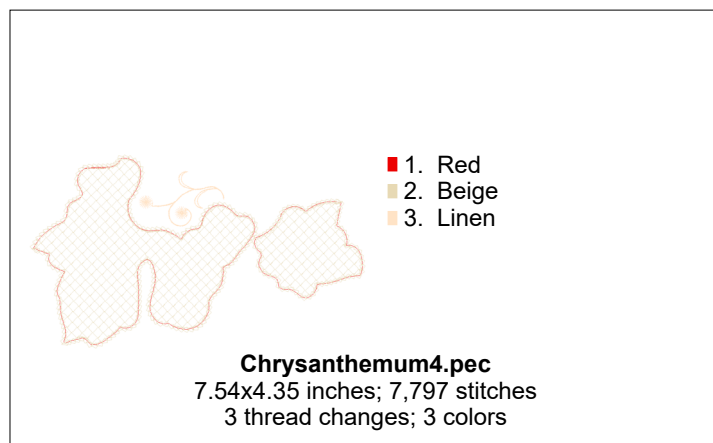 1. Red
2. Beige
3. Linen
Chrysanthemum4.pec
7.54x4.35 inches; 7,797 stitches
3 thread changes; 3 colors